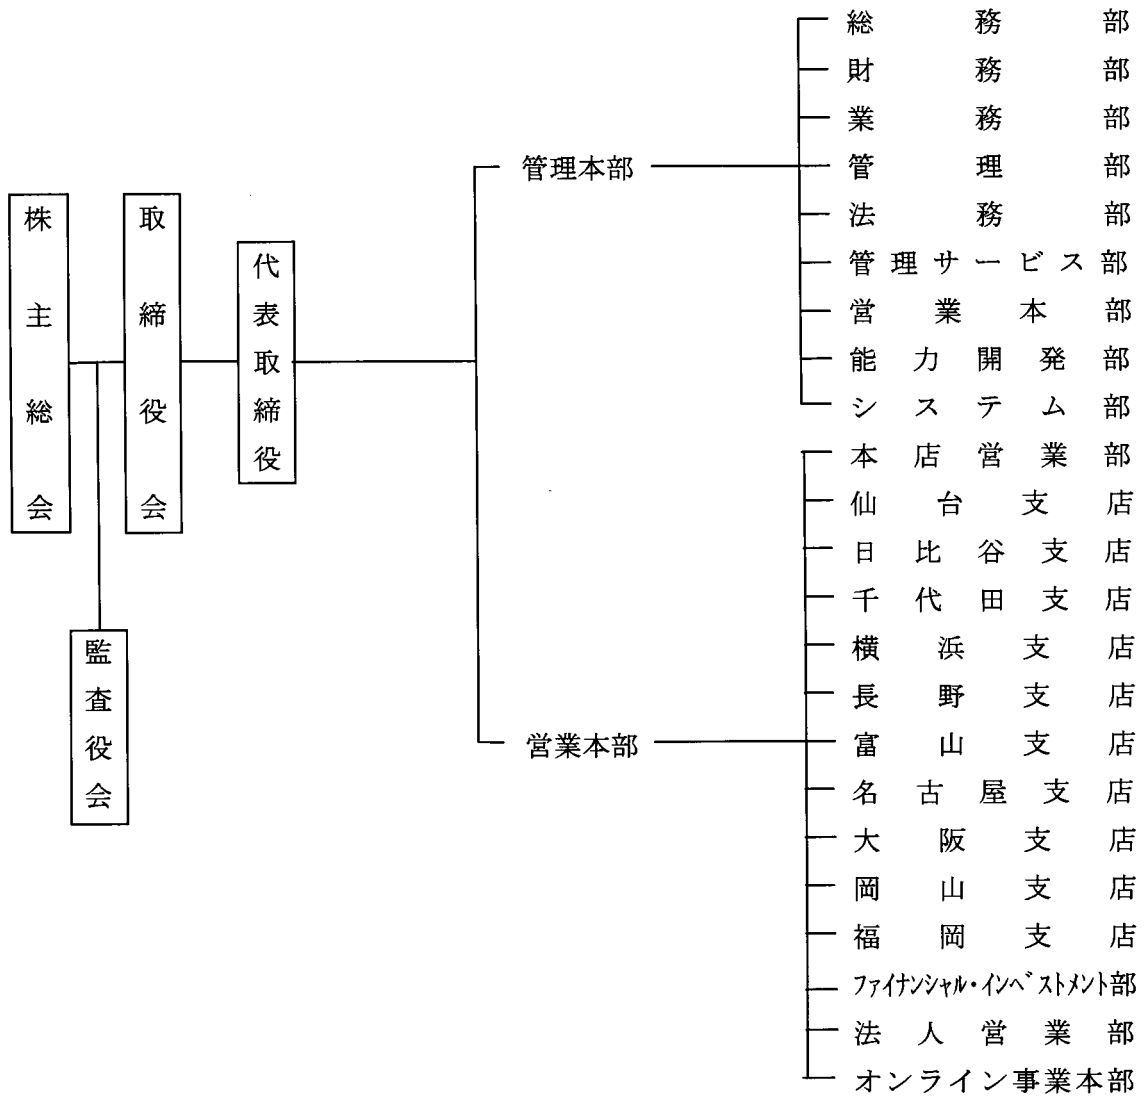 株主総会
取締役会
代表取締役
監査役会
管理本部
総務部
財務部
業務部
管理部
法務部
管理サービス部
営業本部
能力開発部
システム部
営業本部
本店営業部
仙台支店
日比谷支店
千代田支店
横浜支店
長野支店
富山支店
名古屋支店
大阪支店
岡山支店
福岡支店
ファイナンシャル・インベストメント部
法人営業部
オンライン事業本部